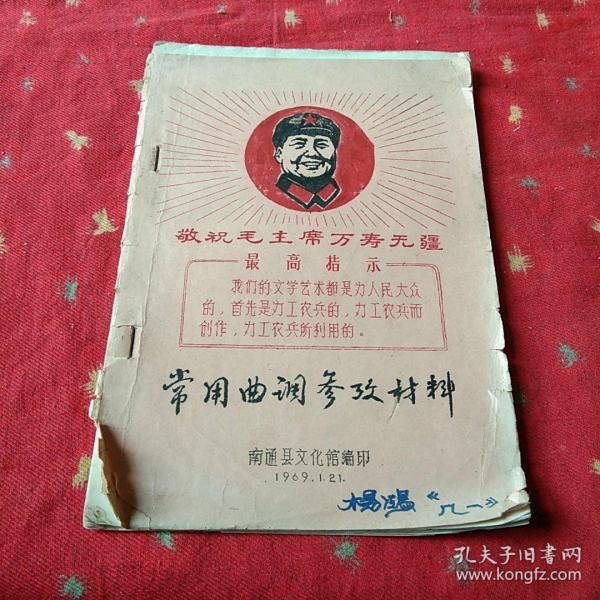 敬祝毛主席万寿无疆
最高指示
我们的文学艺术都是为人民大众
的，首先是为工农兵的，为工农兵而
创作，为工农兵所利用的。
常用曲调参考材料
南通县文化馆编印
1969.1.21.
杨
孔夫子旧书网
www.kongfz.com